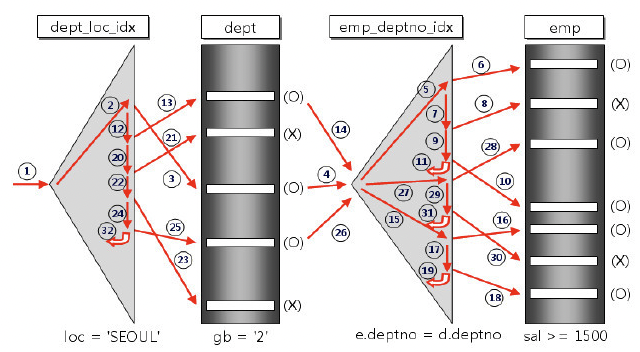 dept_loc_idx dept emp_deptno_idx emp
6 (O)
5
2 13 (O) 8 (X)
7
12 21 (X) 14 9 28 (O)
20 11
1 22 3 4 (O) 27 29 10 (O)
24 15 31 16 (O)
32 25 26 (O) 17 30 (X)
23 19
18 (O)
(X)
loc = 'SEOUL' gb = '2' e.deptno = d.deptno sal >= 1500